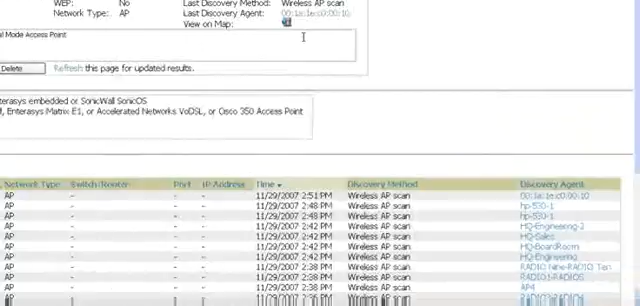 WEP: No Last Discovery Method: Wireless AP scan
Network Type: AP Last Discovery Agent: 00:1a:1e:c0:00:10
View on Map:
Mode Access Point
Delete Refresh this page for updated results.
terasys embedded or SonicWall SonicOS
, Enterasys Matrix E1, or Accelerated Networks VoDSL, or Cisco 350 Access Point
Network Type Switch/Router Port IP Address Time Discovery Method Discovery Agent
AP - - - 11/29/2007 2:51 PM Wireless AP scan 00:1a:1e:c0:00:10
AP - - - 11/29/2007 2:48 PM Wireless AP scan hp-530-1
AP - - - 11/29/2007 2:48 PM Wireless AP scan hp-530-1
AP - - - 11/29/2007 2:42 PM Wireless AP scan HQ-Engineering-2
AP - - - 11/29/2007 2:42 PM Wireless AP scan HQ-Sales
AP - - - 11/29/2007 2:42 PM Wireless AP scan HQ-BoardRoom
AP - - - 11/29/2007 2:42 PM Wireless AP scan HQ-Engineering
AP - - - 11/29/2007 2:38 PM Wireless AP scan RADIO Nine-RADIO Ten
AP - - - 11/29/2007 2:38 PM Wireless AP scan
AP - - - 11/29/2007 2:38 PM Wireless AP scan AP4